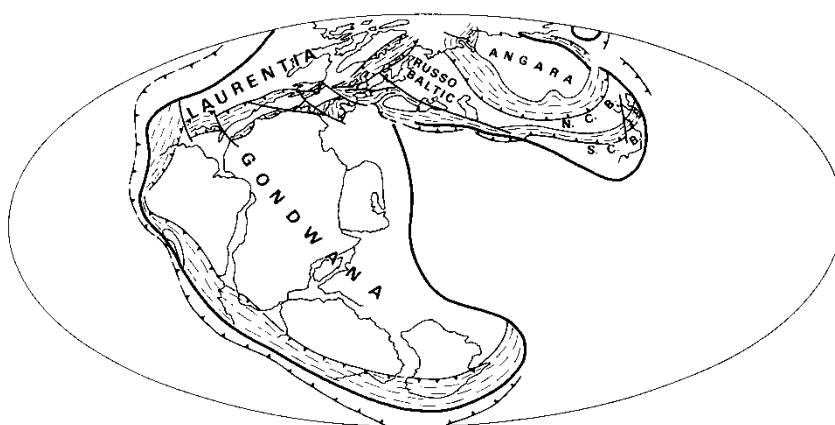 LAURENTIA
RUSSO
BALTIC
ANGARA
N. C. B.
S. C. B.
GONDWANA